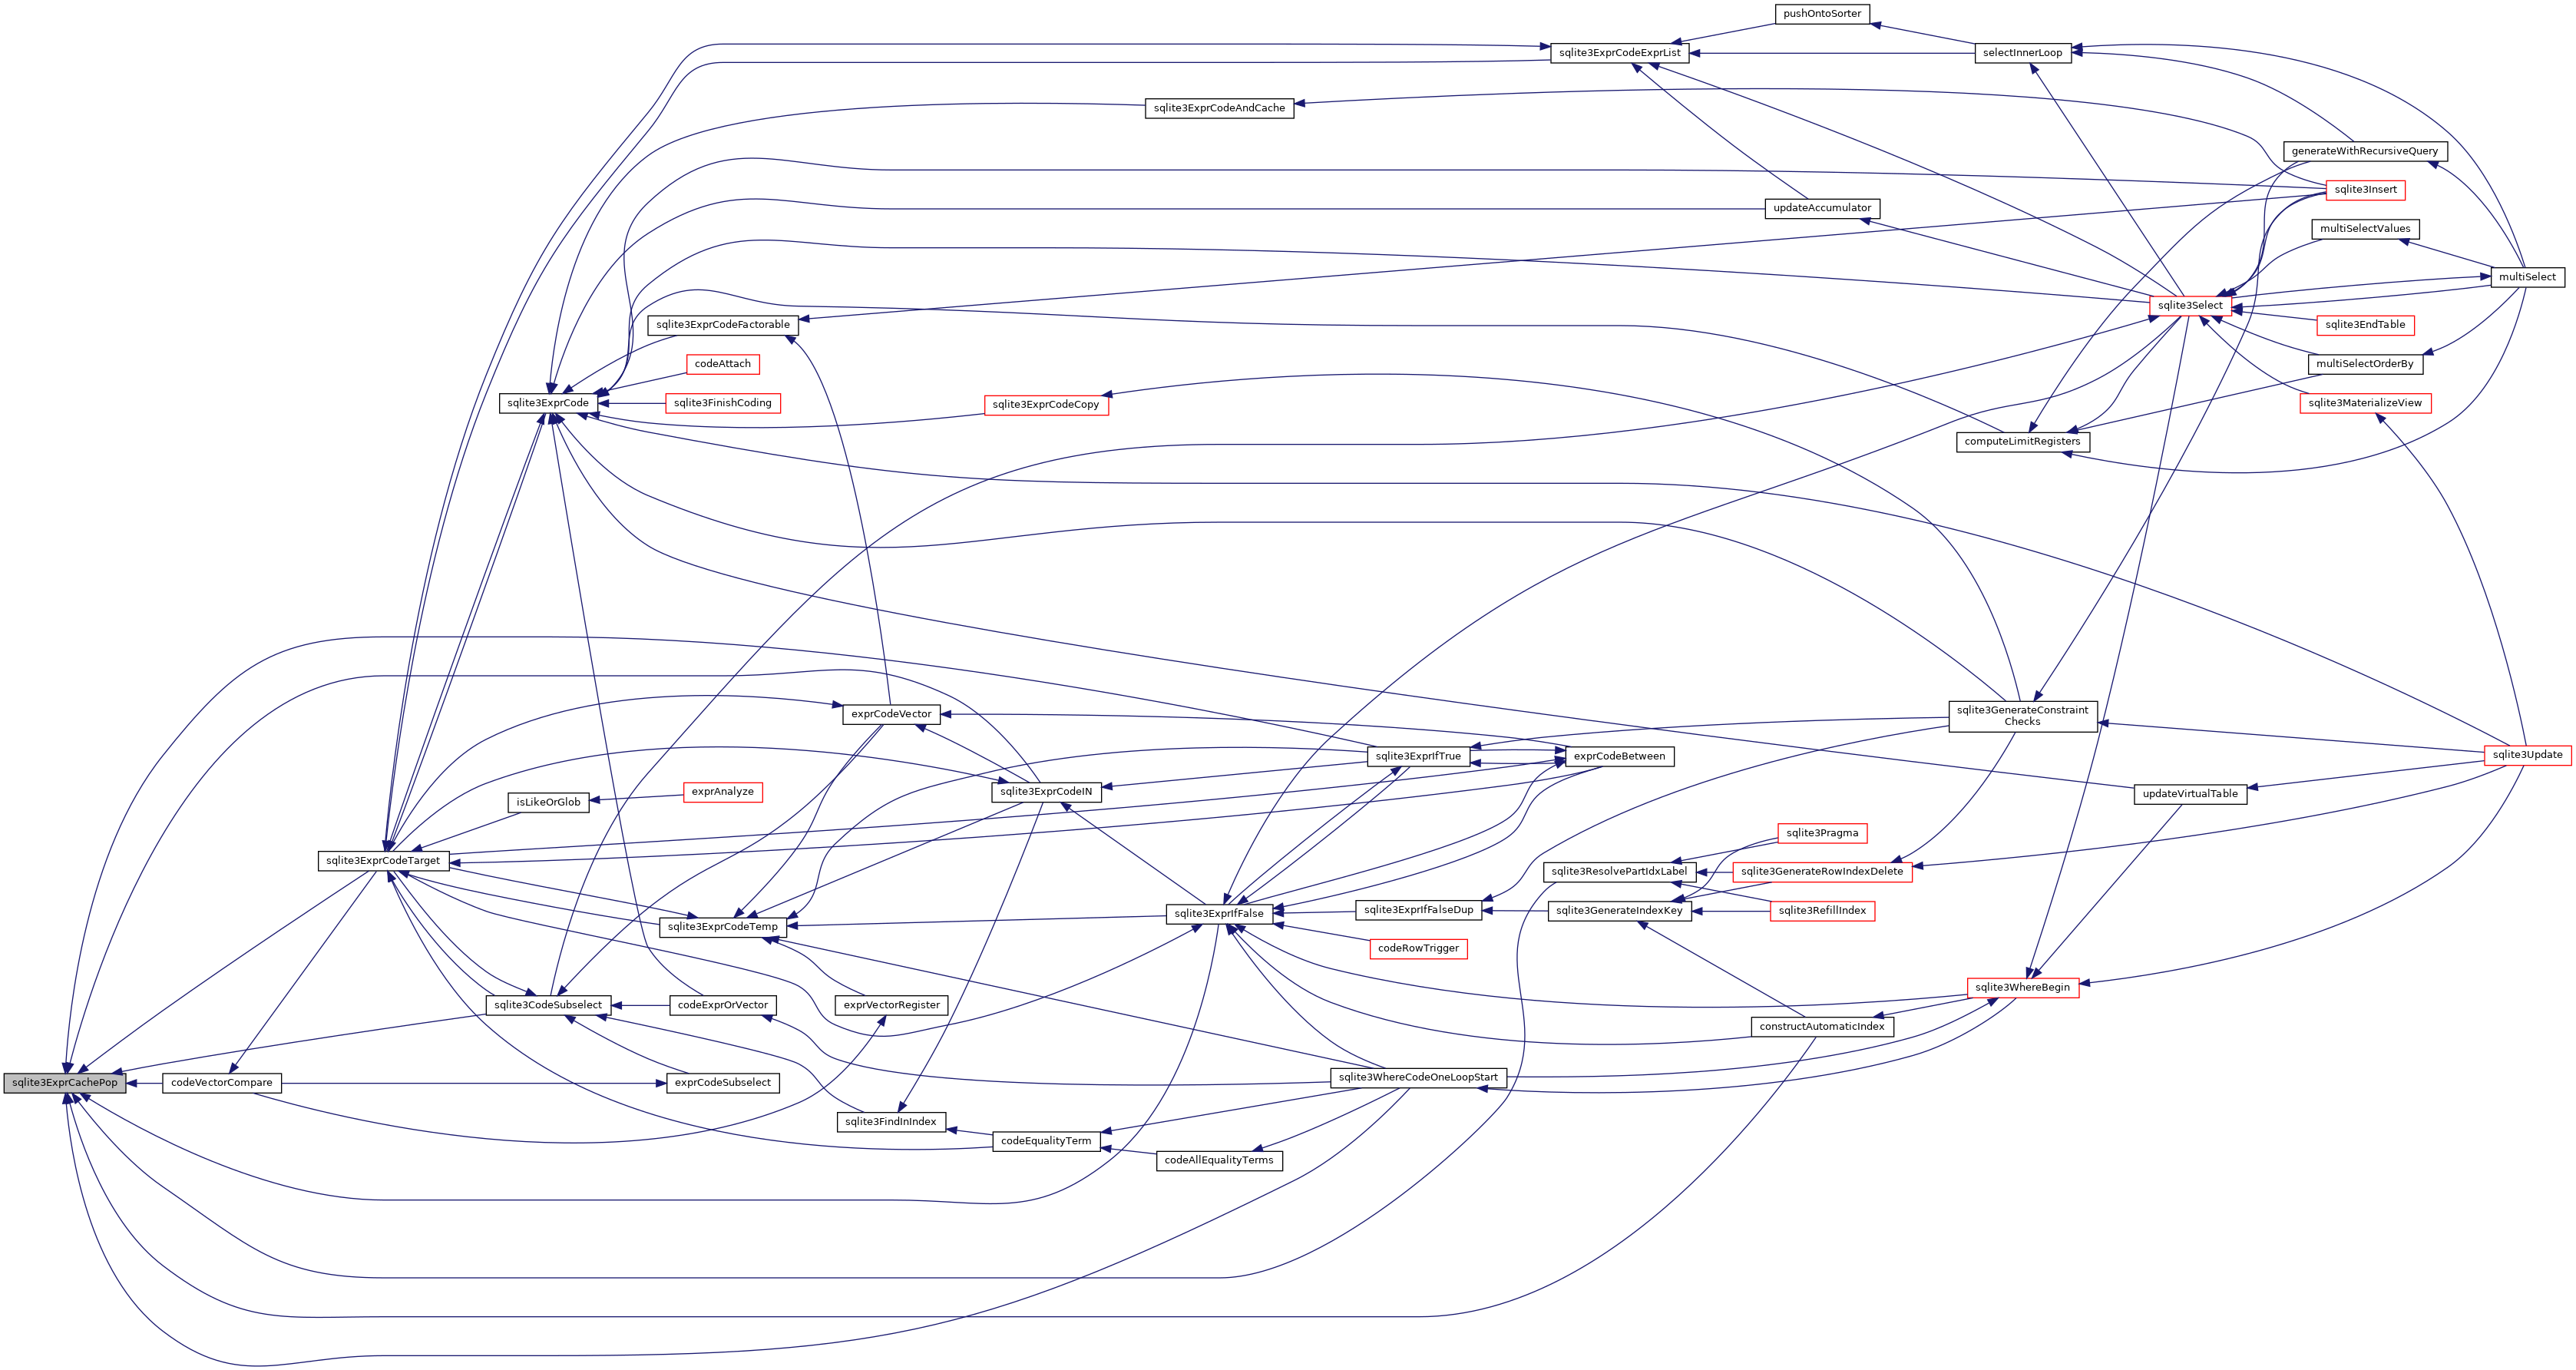 pushOntoSorter
sqlite3ExprCodeExprList
selectInnerLoop
sqlite3ExprCodeAndCache
generateWithRecursiveQuery
sqlite3Insert
updateAccumulator
multiSelectValues
multiSelect
sqlite3Select
sqlite3ExprCodeFactorable
sqlite3EndTable
codeAttach
multiSelectOrderBy
sqlite3ExprCode
sqlite3FinishCoding
sqlite3ExprCodeCopy
sqlite3MaterializeView
computeLimitRegisters
exprCodeVector
sqlite3GenerateConstraint
Checks
sqlite3ExprIfTrue
exprCodeBetween
sqlite3Update
exprAnalyze
sqlite3ExprCodeIN
isLikeOrGlob
updateVirtualTable
sqlite3Pragma
sqlite3ExprCodeTarget
sqlite3ResolvePartIdxLabel
sqlite3GenerateRowIndexDelete
sqlite3ExprIfFalse
sqlite3ExprIfFalseDup
sqlite3GenerateIndexKey
sqlite3RefillIndex
sqlite3ExprCodeTemp
codeRowTrigger
sqlite3WhereBegin
sqlite3CodeSubselect
codeExprOrVector
exprVectorRegister
constructAutomaticIndex
sqlite3ExprCachePop
codeVectorCompare
exprCodeSubselect
sqlite3WhereCodeOneLoopStart
sqlite3FindInIndex
codeEqualityTerm
codeAllEqualityTerms